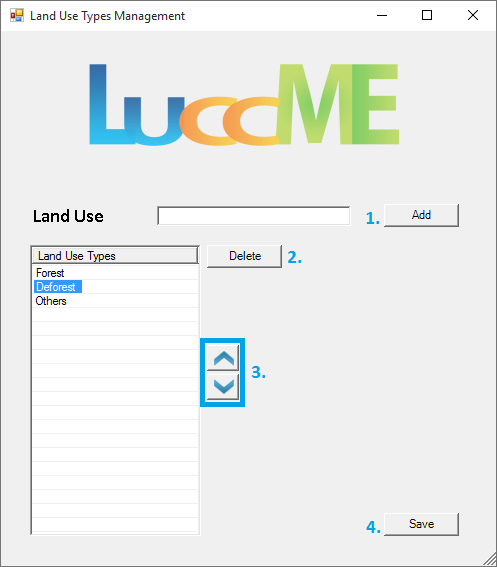 Land Use Types Management
LuccME
Land Use
1. Add
Land Use Types
Delete 2.
Forest
Deforest
Others
3.
4. Save